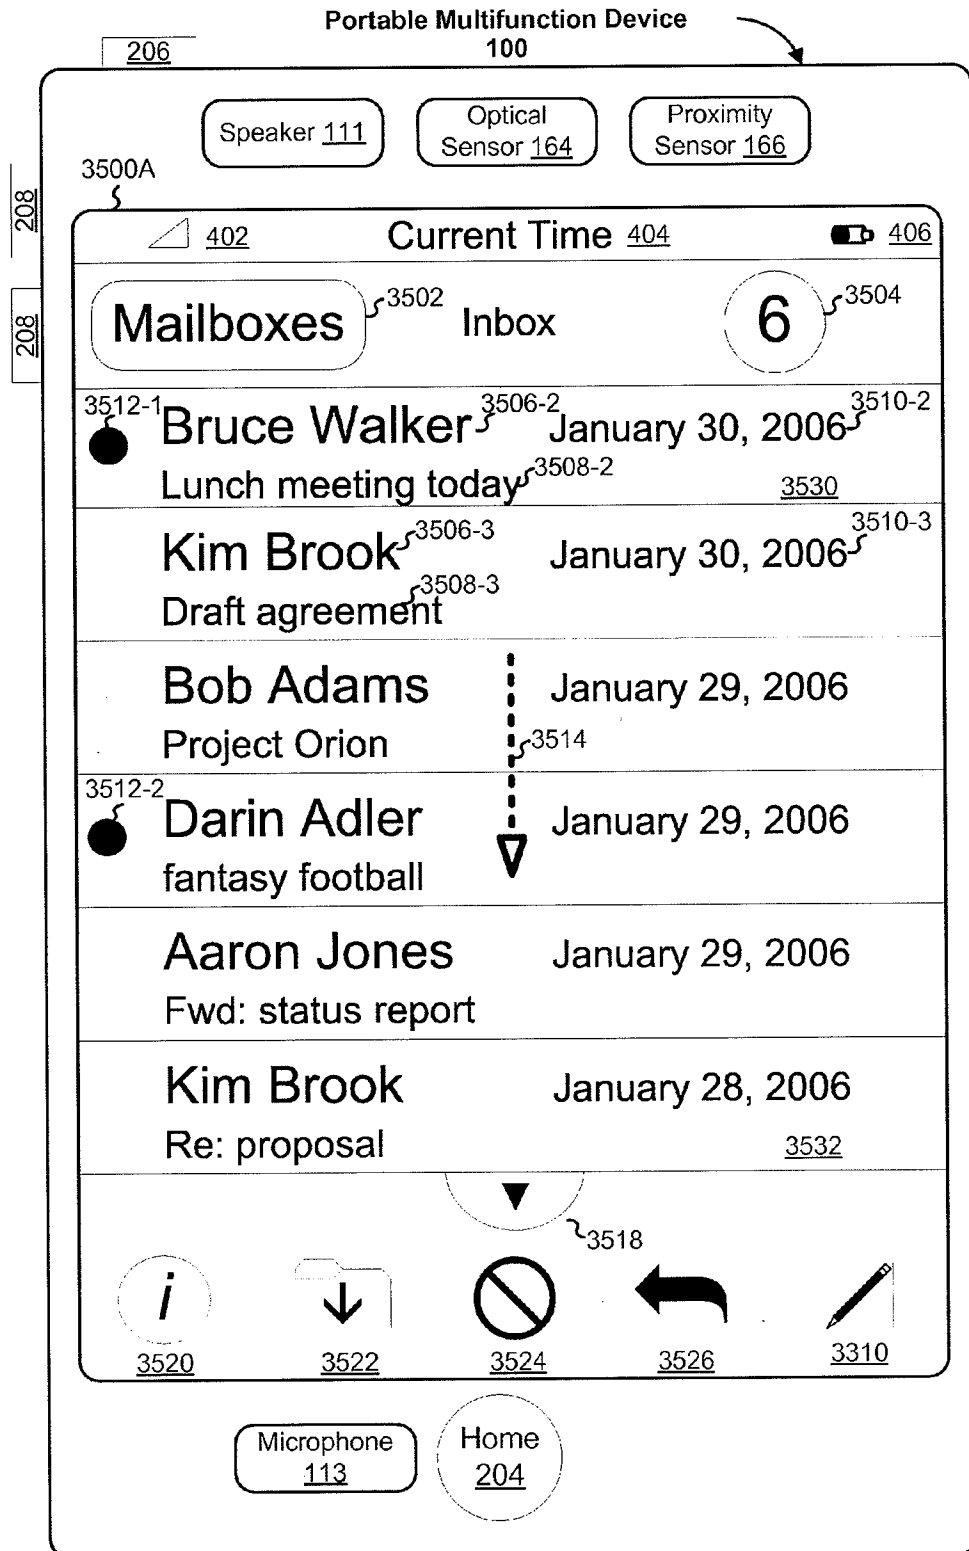 Portable Multifunction Device
100
206
Speaker 111
Optical
Sensor 164
Proximity
Sensor 166
3500A
208
208
402
Current Time 404
406
Mailboxes
3502
Inbox
6
3504
3512-1
Bruce Walker
3506-2
January 30, 2006
3510-2
Lunch meeting today
3508-2
3530
Kim Brook
3506-3
January 30, 2006
3510-3
Draft agreement
3508-3
Bob Adams
January 29, 2006
Project Orion
3514
3512-2
Darin Adler
January 29, 2006
fantasy football
Aaron Jones
January 29, 2006
Fwd: status report
Kim Brook
January 28, 2006
Re: proposal
3532
3518
i
3520
3522
3524
3526
3310
Microphone
113
Home
204